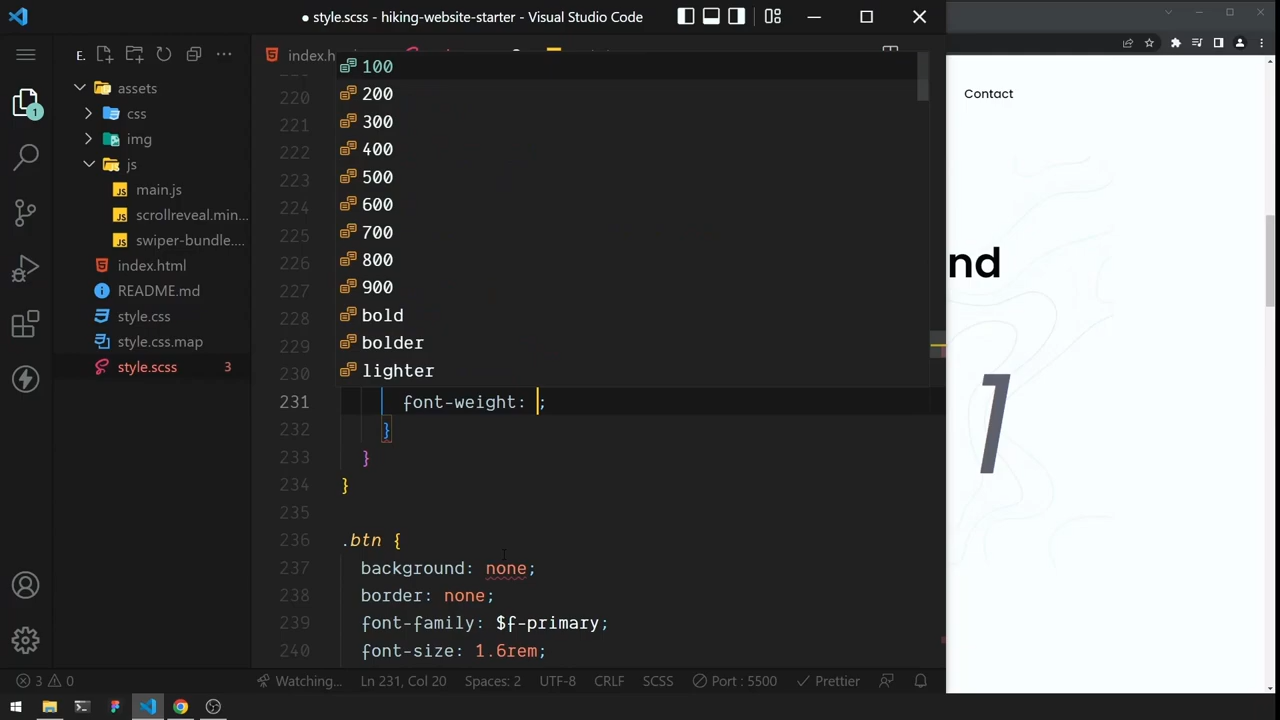 ● style.scss - hiking-website-starter - Visual Studio Code
E.
assets
css
img
js
main.js
scrollreveal.min...
swiper-bundle....
index.html
README.md
style.css
style.css.map
style.scss 3
1
index.h
100
200
300
400
500
600
700
800
900
bold
bolder
lighter
220
221
222
223
224
225
226
227
228
229
230
231 font-weight: ;
232 }
233 }
234 }
235
236 .btn {
237 background: none;
238 border: none;
239 font-family: $f-primary;
240 font-size: 1.6rem;
3 0 Watching... Ln 231, Col 20 Spaces: 2 UTF-8 CRLF SCSS Port : 5500 Prettier
Contact
nd
1